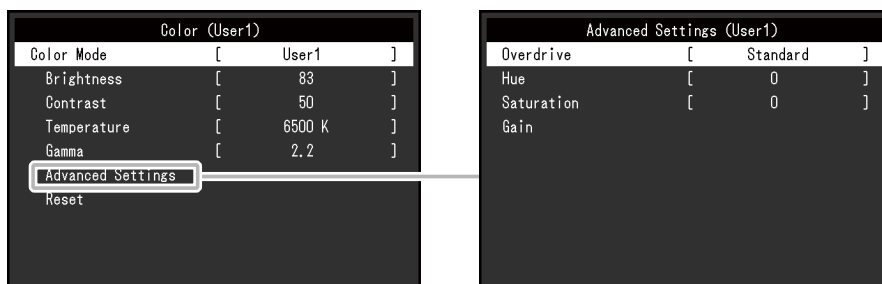 Color (User1)
Color Mode [ User1 ]
Brightness [ 83 ]
Contrast [ 50 ]
Temperature [ 6500 K ]
Gamma [ 2.2 ]
Advanced Settings
Reset
Advanced Settings (User1)
Overdrive [ Standard ]
Hue [ 0 ]
Saturation [ 0 ]
Gain